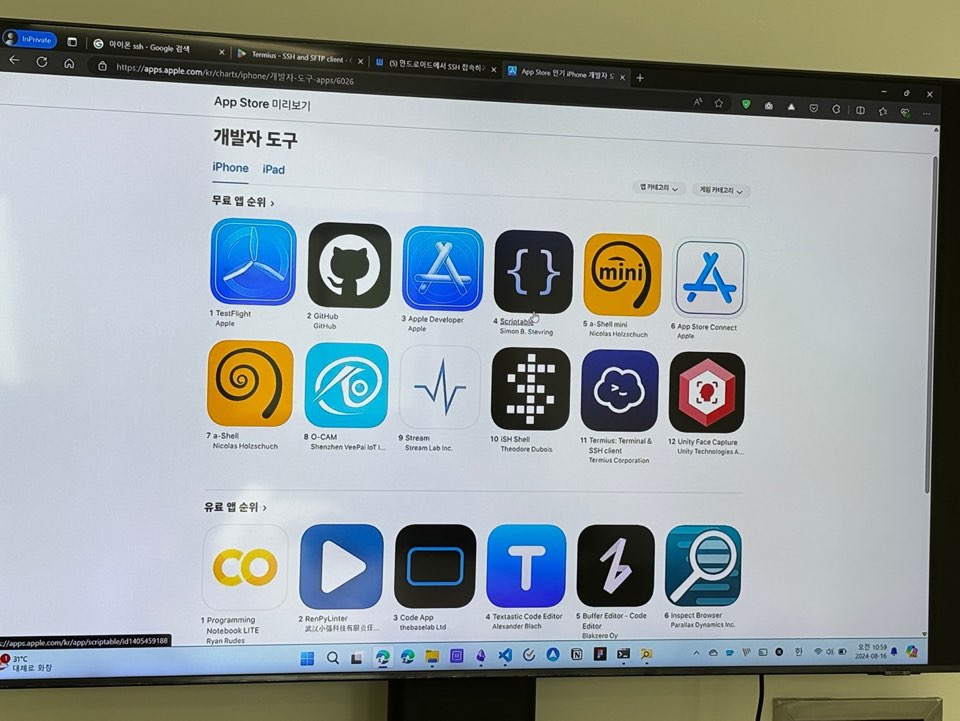 InPrivate
아이폰 ssh - Google 검색
Termius - SSH and SFTP client -
(5) 안드로이드에서 SSH 접속하기
App Store 인기 iPhone 개발자 도
https://apps.apple.com/kr/charts/iphone/개발자-도구-apps/6026
App Store 미리보기
개발자 도구
iPhone iPad
앱 카테고리 게임 카테고리
무료 앱 순위 ›
mini
1 TestFlight
Apple
2 GitHub
GitHub
3 Apple Developer
Apple
4 Scriptable
Simon B. Støvring
5 a-Shell mini
Nicolas Holzschuch
6 App Store Connect
Apple
7 a-Shell
Nicolas Holzschuch
8 O-CAM
Shenzhen VeePai IoT I...
9 Stream
Stream Lab Inc.
10 iSH Shell
Theodore Dubois
11 Termius: Terminal &
SSH client
Termius Corporation
12 Unity Face Capture
Unity Technologies A...
유료 앱 순위 ›
CO
T
1 Programming
Notebook LITE
Ryan Rudes
2 RenPyLinter
武汉小强科技有限责任...
3 Code App
thebaselab Ltd
4 Textastic Code Editor
Alexander Blach
5 Buffer Editor - Code
Editor
Blakzero Oy
6 Inspect Browser
Parallax Dynamics Inc.
s://apps.apple.com/kr/app/scriptable/id1405459188
1
31°C
대체로 화창
한
오전 10:59
2024-08-16